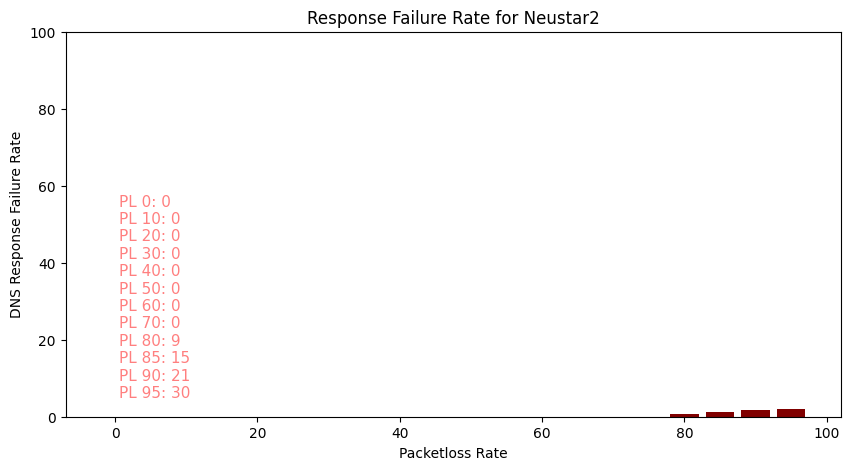 Response Failure Rate for Neustar2
100
80
60
40
20
0
DNS Response Failure Rate
PL 0: 0
PL 10: 0
PL 20: 0
PL 30: 0
PL 40: 0
PL 50: 0
PL 60: 0
PL 70: 0
PL 80: 9
PL 85: 15
PL 90: 21
PL 95: 30
0 20 40 60 80 100
Packetloss Rate